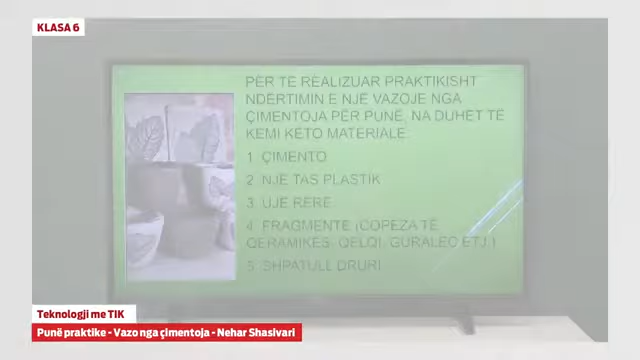 KLASA 6
PËR TË REALIZUAR PRAKTIKISHT
NDËRTIMIN E NJË VAZOJE NGA
ÇIMENTOJA PËR PUNË, NA DUHET TË
KEMI KËTO MATERIALE:
1. ÇIMENTO
2. NJË TAS PLASTIK
3. UJË RËRË
4. FRAGMENTE (COPËZA TË
QERAMIKËS, QELQI, GURALEC ETJ.)
5. SHPATULL DRURI
Teknologji me TIK
Punë praktike - Vazo nga çimentoja - Nehar Shasivari